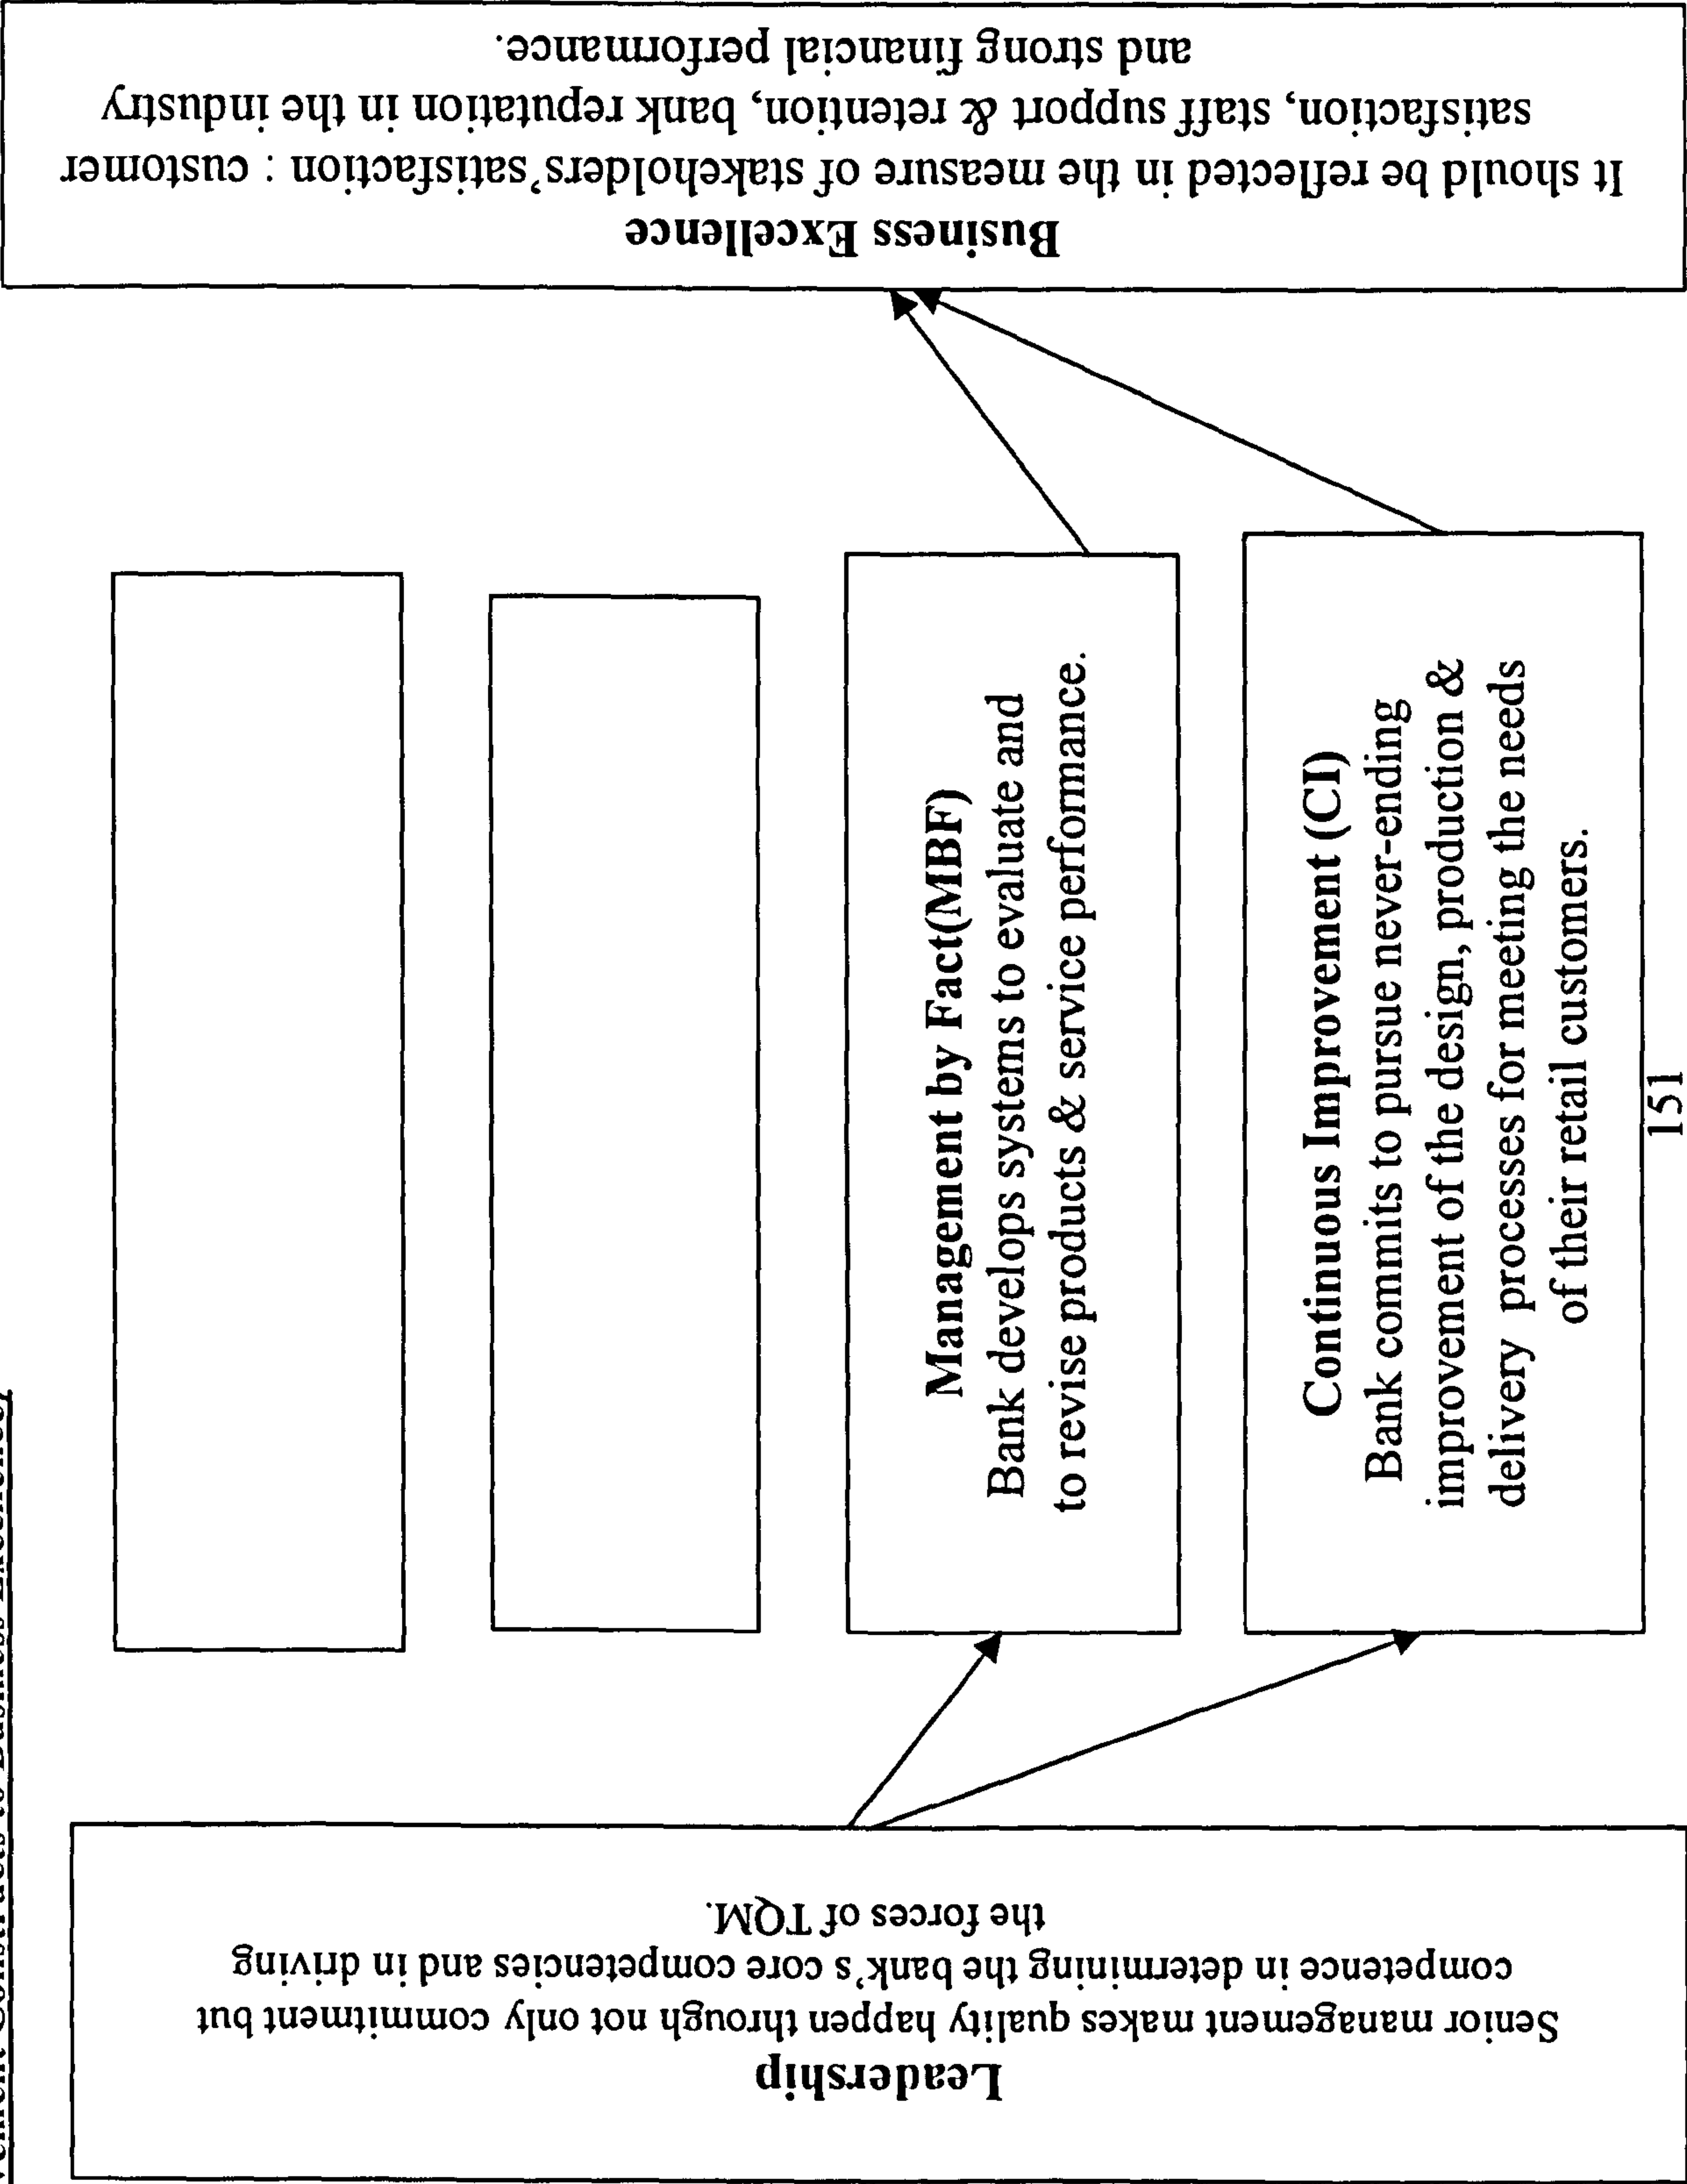 Constructs to Business Excellence)
Leadership
Senior management makes quality happen through not only commitment but
competence in determining the bank's core competencies and in driving
the forces of TQM.
Management by Fact(MBF)
Bank develops systems to evaluate and
to revise products & service performance.
Continuous Improvement (CI)
Bank commits to pursue never-ending
improvement of the design, production &
delivery processes for meeting the needs
of their retail customers.
Business Excellence
It should be reflected in the measure of stakeholders'satisfaction : customer
satisfaction, staff support & retention, bank reputation in the industry
and strong financial performance.
151